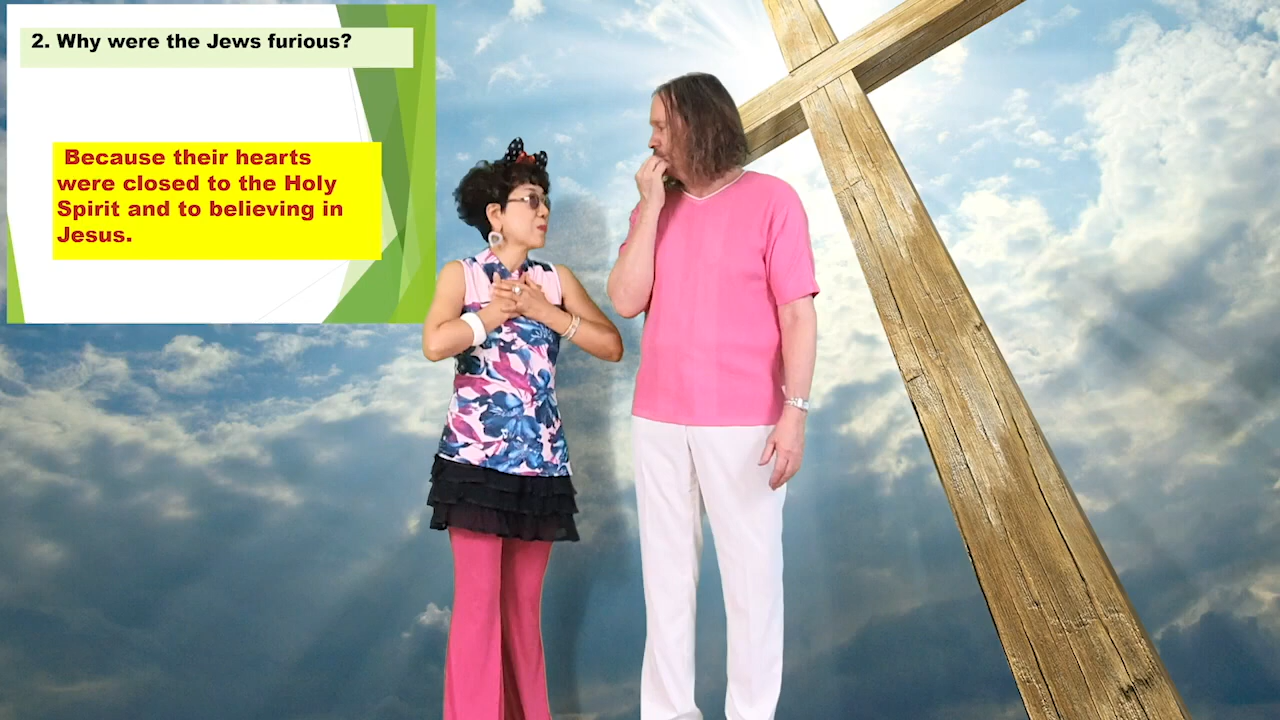 2. Why were the Jews furious?
Because their hearts
were closed to the Holy
Spirit and to believing in
Jesus.